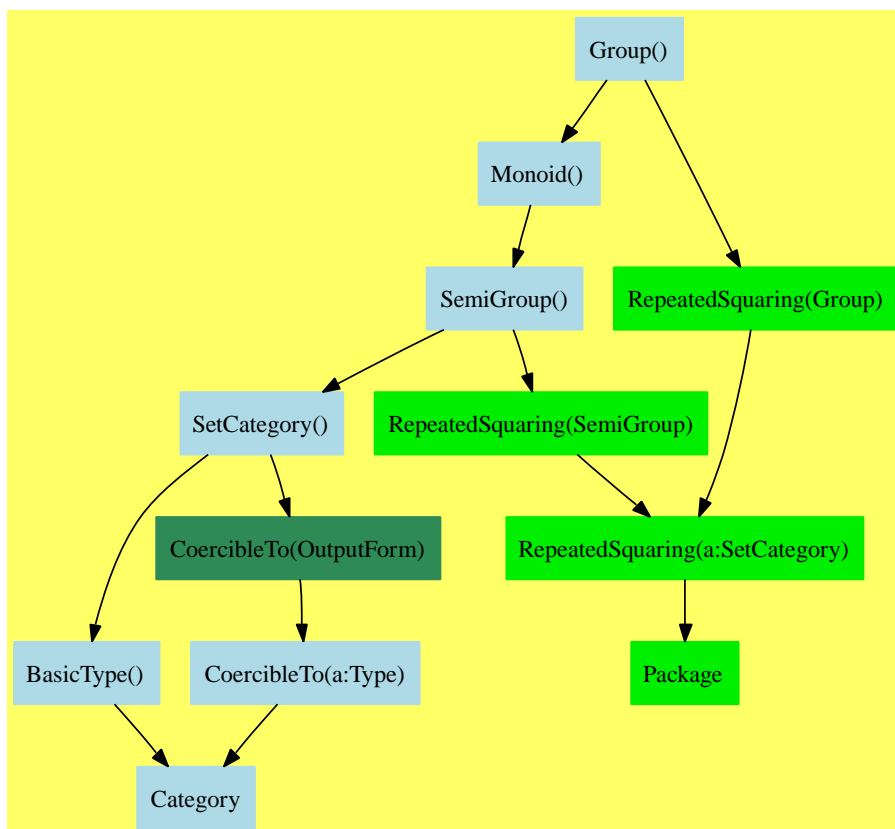 Group()
Monoid()
SemiGroup()
RepeatedSquaring(Group)
SetCategory()
RepeatedSquaring(SemiGroup)
CoercibleTo(OutputForm)
RepeatedSquaring(a:SetCategory)
BasicType()
CoercibleTo(a:Type)
Package
Category